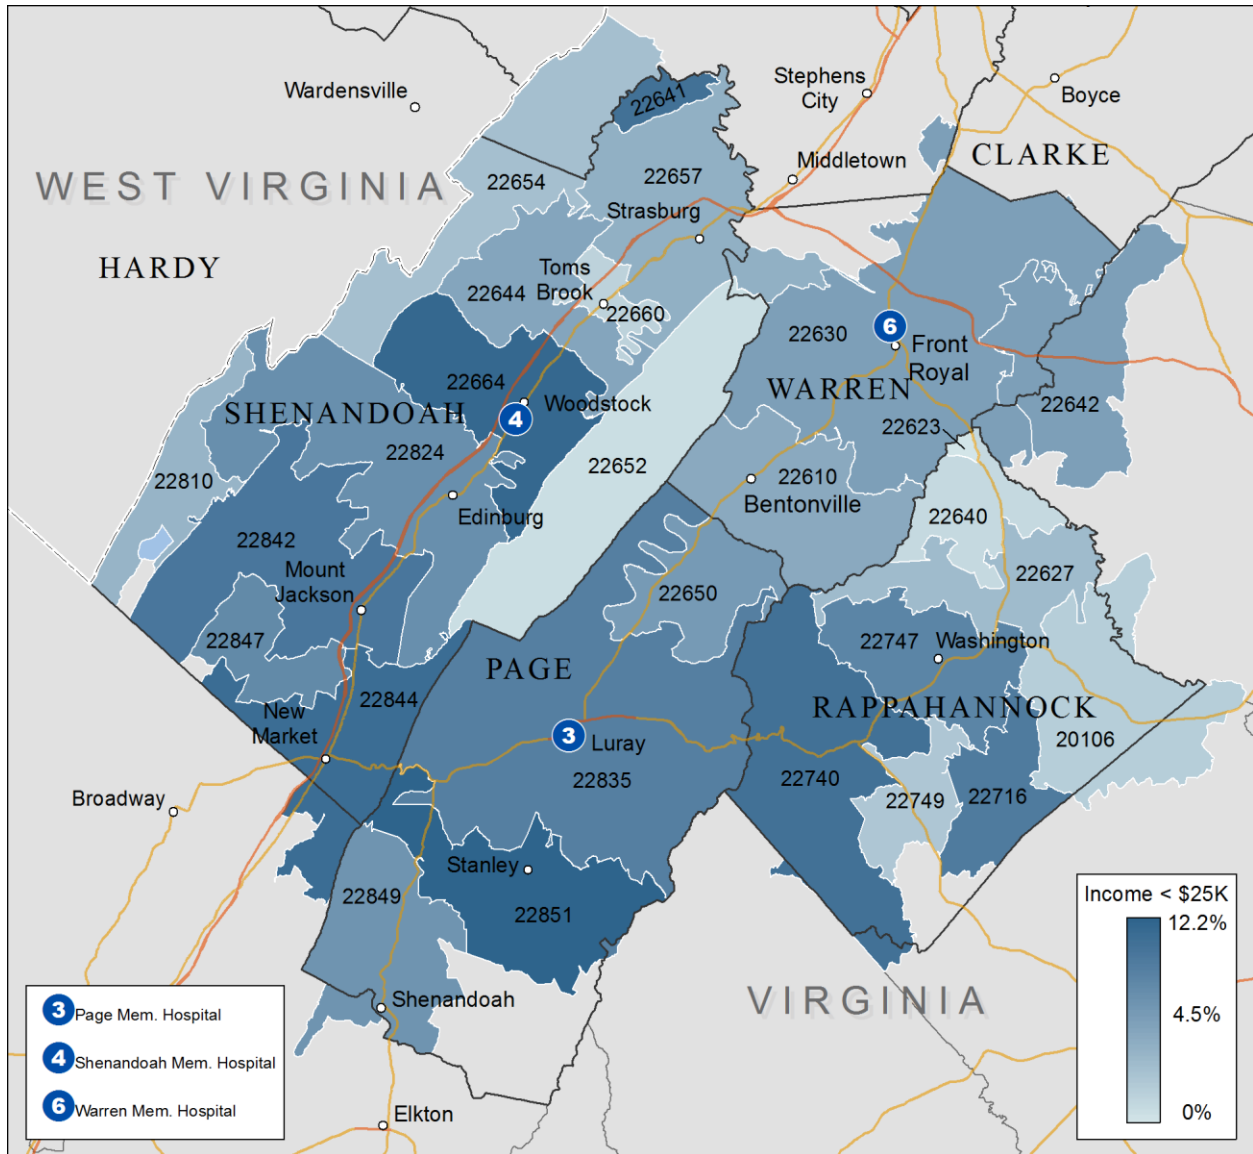 Wardensville
Stephens
City
Boyce
22641
Middletown
CLARKE
WEST VIRGINIA
22654
22657
Strasburg
HARDY
Toms
Brook
22644
22660
22630
Front
Royal
WARREN
22664
Woodstock
SHENANDOAH
22642
22623
22824
22652
22810
22610
Bentonville
Edinburg
22640
22842
Mount
Jackson
22627
22650
22847
22747
Washington
PAGE
22844
New
Market
RAPPAHANNOCK
Luray
20106
22835
22740
Broadway
22749
22716
Stanley
22849
22851
Income < $25K
12.2%
4.5%
0%
Shenandoah
VIRGINIA
Elkton
3 Page Mem. Hospital
4 Shenandoah Mem. Hospital
6 Warren Mem. Hospital
6
4
3